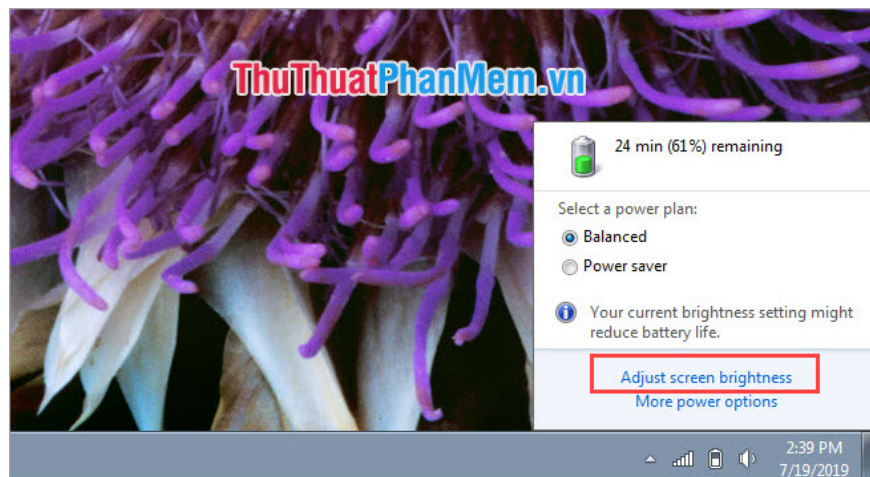 ThuThuatPhanMem.vn
24 min (61%) remaining
Select a power plan:
Balanced
Power saver
Your current brightness setting might
reduce battery life.
Adjust screen brightness
More power options
2:39 PM
7/19/2019